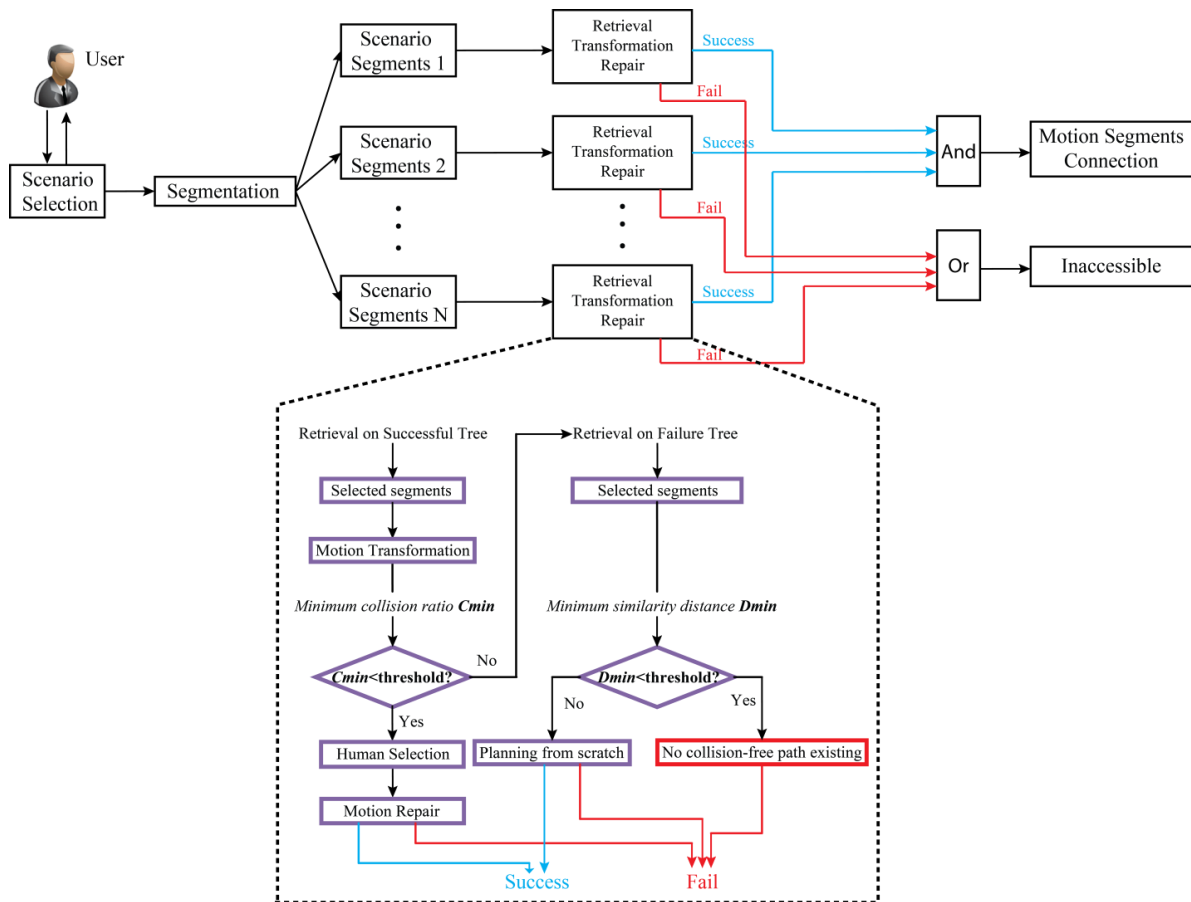 User
Scenario
Selection
Segmentation
Scenario
Segments 1
Retrieval
Transformation
Repair
Success
Fail
Scenario
Segments 2
Retrieval
Transformation
Repair
Success
Fail
Scenario
Segments N
Retrieval
Transformation
Repair
Success
Fail
And
Motion Segments
Connection
Or
Inaccessible
Retrieval on Successful Tree
Selected segments
Motion Transformation
Minimum collision ratio Cmin
Cmin<threshold?
No
Yes
Human Selection
Motion Repair
Retrieval on Failure Tree
Selected segments
Minimum similarity distance Dmin
Dmin<threshold?
No
Yes
Planning from scratch
No collision-free path existing
Success
Fail